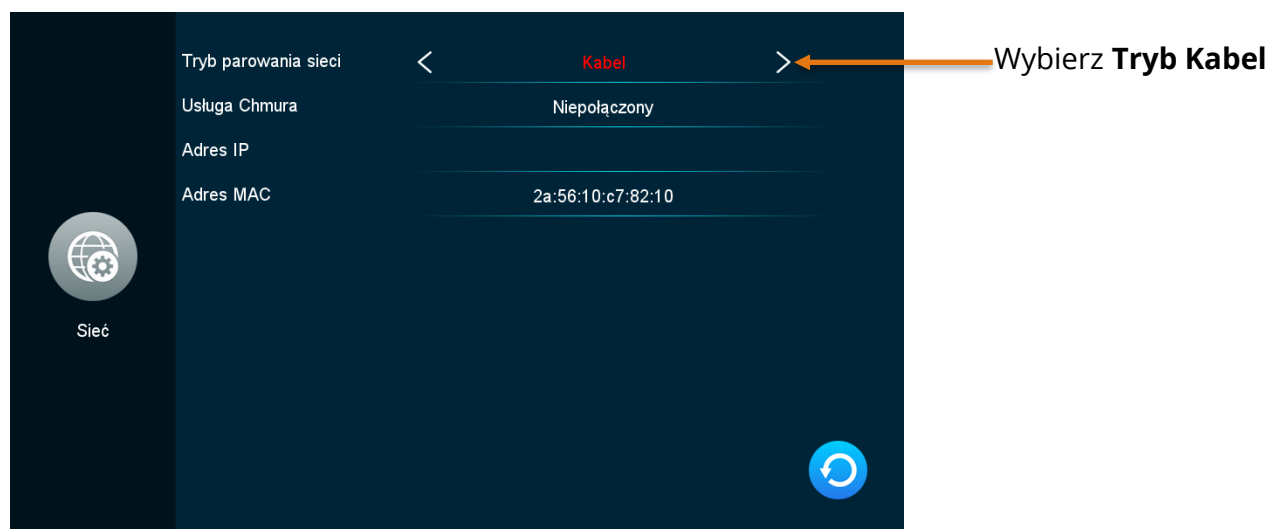 Tryb parowania sieci < Kabel > Wybierz Tryb Kabel
Usługa Chmura Niepołączony
Adres IP
Adres MAC 2a:56:10:c7:82:10
Sieć